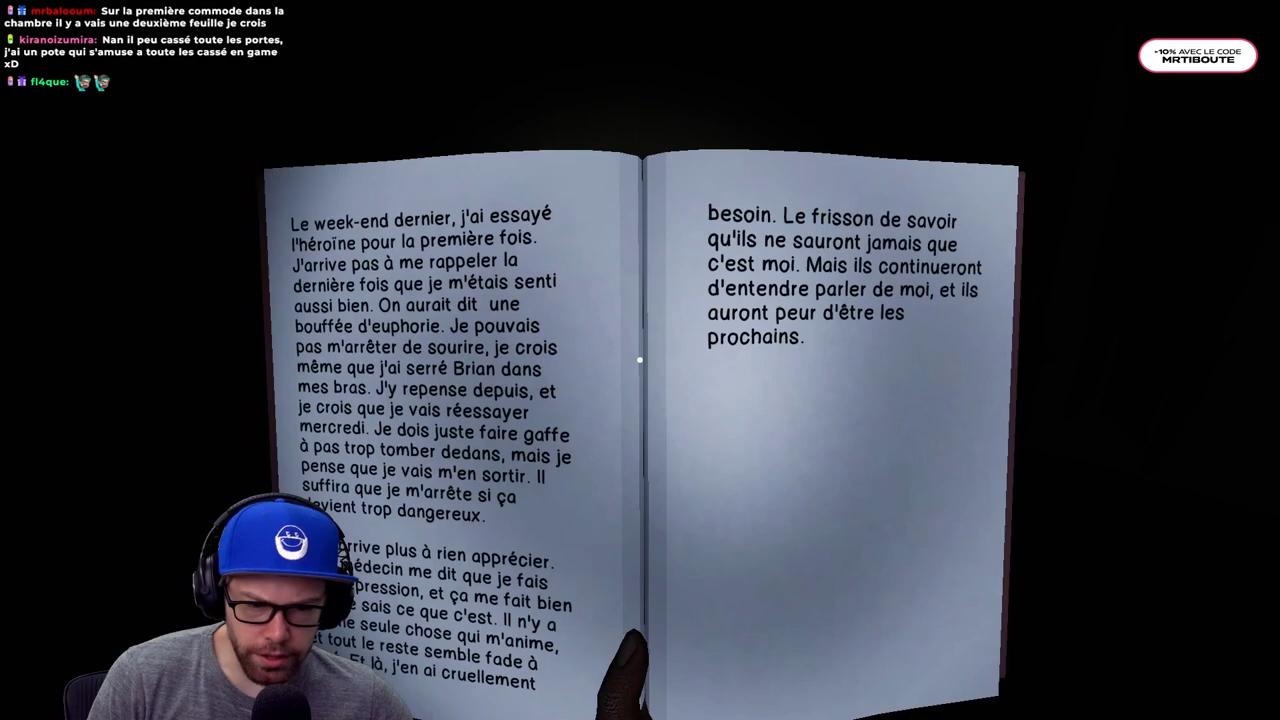 mrbalooum: Sur la première commode dans la
chambre il y a vais une deuxième feuille je crois
kiranoizumira: Nan il peu cassé toute les portes,
j'ai un pote qui s'amuse a toute les cassé en game
xD
fl4que:
-10% AVEC LE CODE
MRTIBOUTE
Le week-end dernier, j'ai essayé
l'héroïne pour la première fois.
J'arrive pas à me rappeler la
dernière fois que je m'étais senti
aussi bien. On aurait dit une
bouffée d'euphorie. Je pouvais
pas m'arrêter de sourire, je crois
même que j'ai serré Brian dans
mes bras. J'y repense depuis, et
je crois que je vais réessayer
mercredi. Je dois juste faire gaffe
à pas trop tomber dedans, mais je
pense que je vais m'en sortir. Il
suffira que je m'arrête si ça
devient trop dangereux.
arrive plus à rien apprécier.
médecin me dit que je fais
pression, et ça me fait bien
sais ce que c'est. Il n'y a
seule chose qui m'anime,
et tout le reste semble fade à
Et là, j'en ai cruellement
besoin. Le frisson de savoir
qu'ils ne sauront jamais que
c'est moi. Mais ils continueront
d'entendre parler de moi, et ils
auront peur d'être les
prochains.